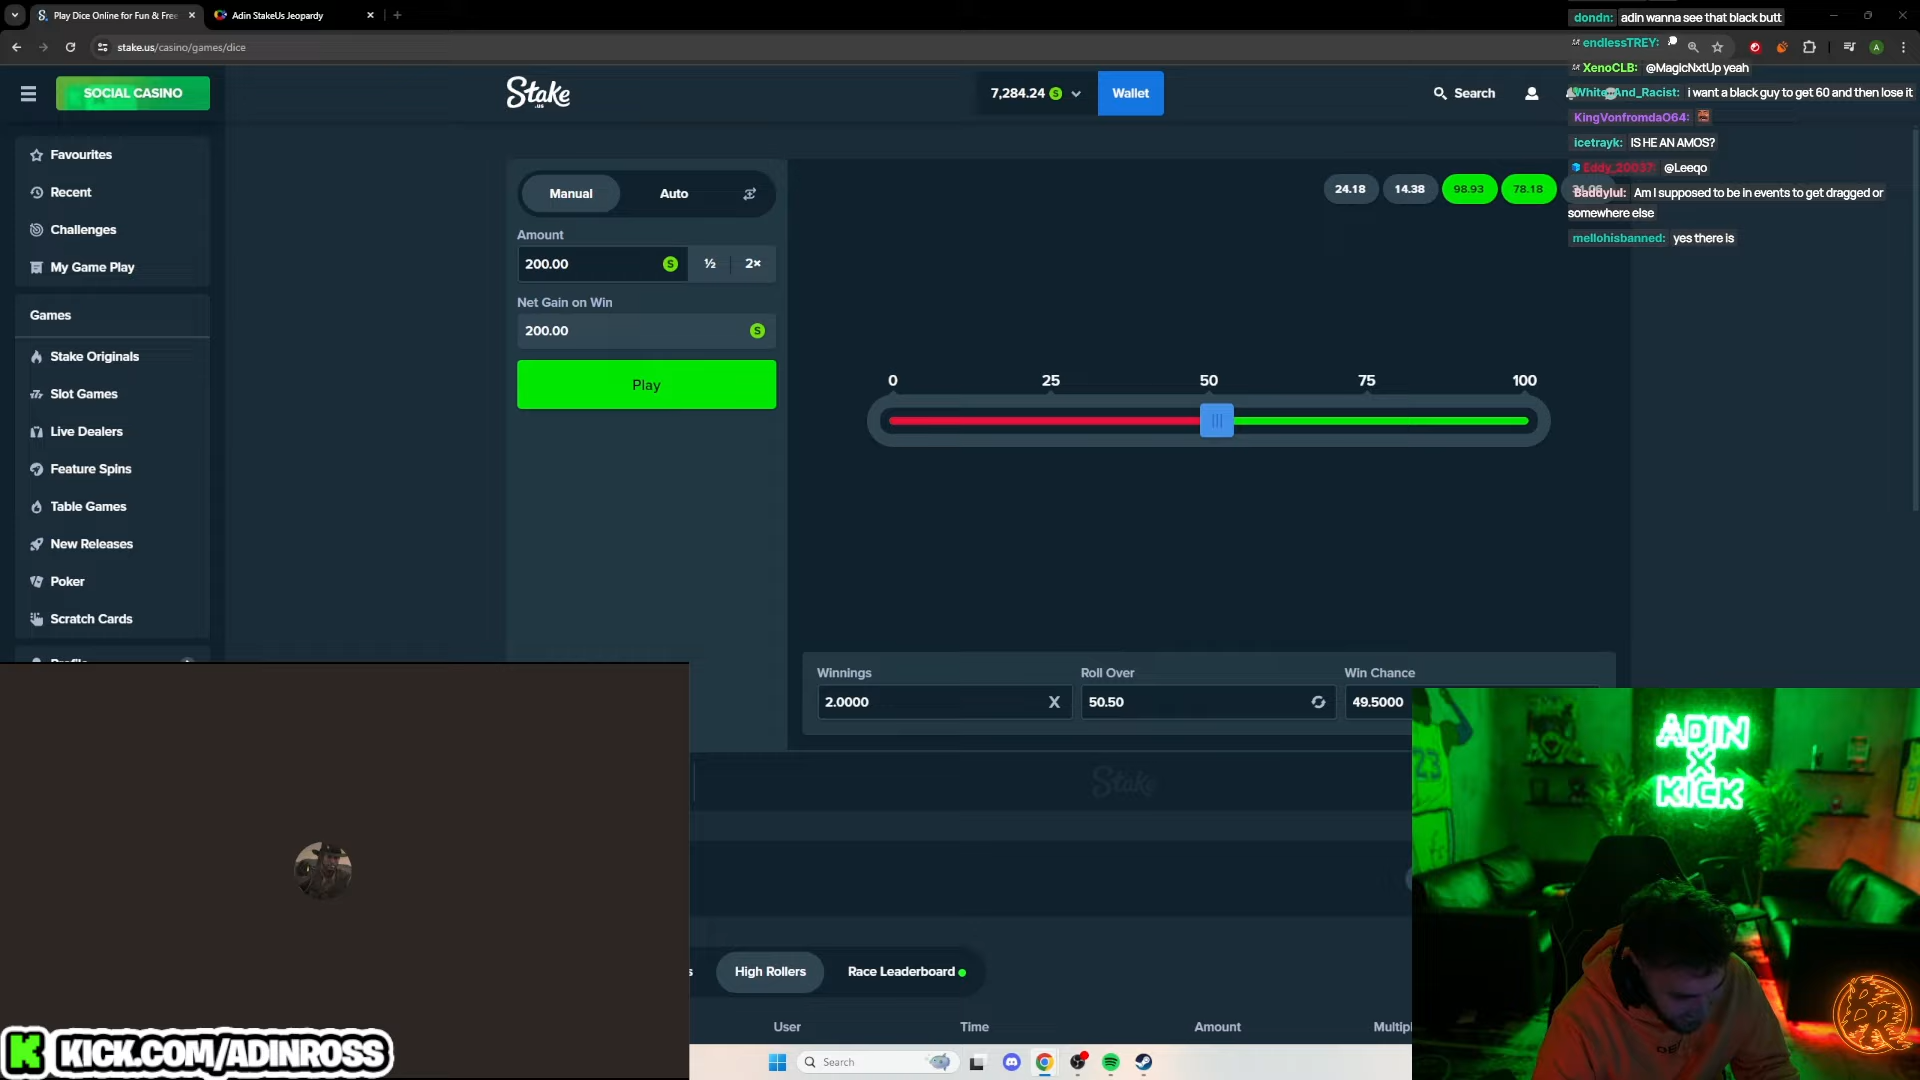 Play Dice Online for Fun & Free
Adin StakeUs Jeopardy
stake.us/casino/games/dice
dondn: adin wanna see that black butt
endlessTREY:
XenoCLB: @MagicNxtUp yeah
White_And_Racist: i want a black guy to get 60 and then lose it
KingVonfromdaO64:
icetrayk: IS HE AN AMOS?
Eddy_20037: @Leeqo
Baddylul: Am I supposed to be in events to get dragged or
somewhere else
mellohisbanned: yes there is
SOCIAL CASINO
Stake
.us
7,284.24
Wallet
Search
Favourites
Recent
Challenges
My Game Play
Games
Stake Originals
Slot Games
Live Dealers
Feature Spins
Table Games
New Releases
Poker
Scratch Cards
Profile
Manual
Auto
Amount
200.00
½
2×
Net Gain on Win
200.00
Play
24.18
14.38
98.93
78.18
0
25
50
75
100
Winnings
2.0000
Roll Over
50.50
Win Chance
49.5000
Stake
High Rollers
Race Leaderboard
User
Time
Amount
Multipl
ADIN
X
KICK
23
K KICK.COM/ADINROSS
Search